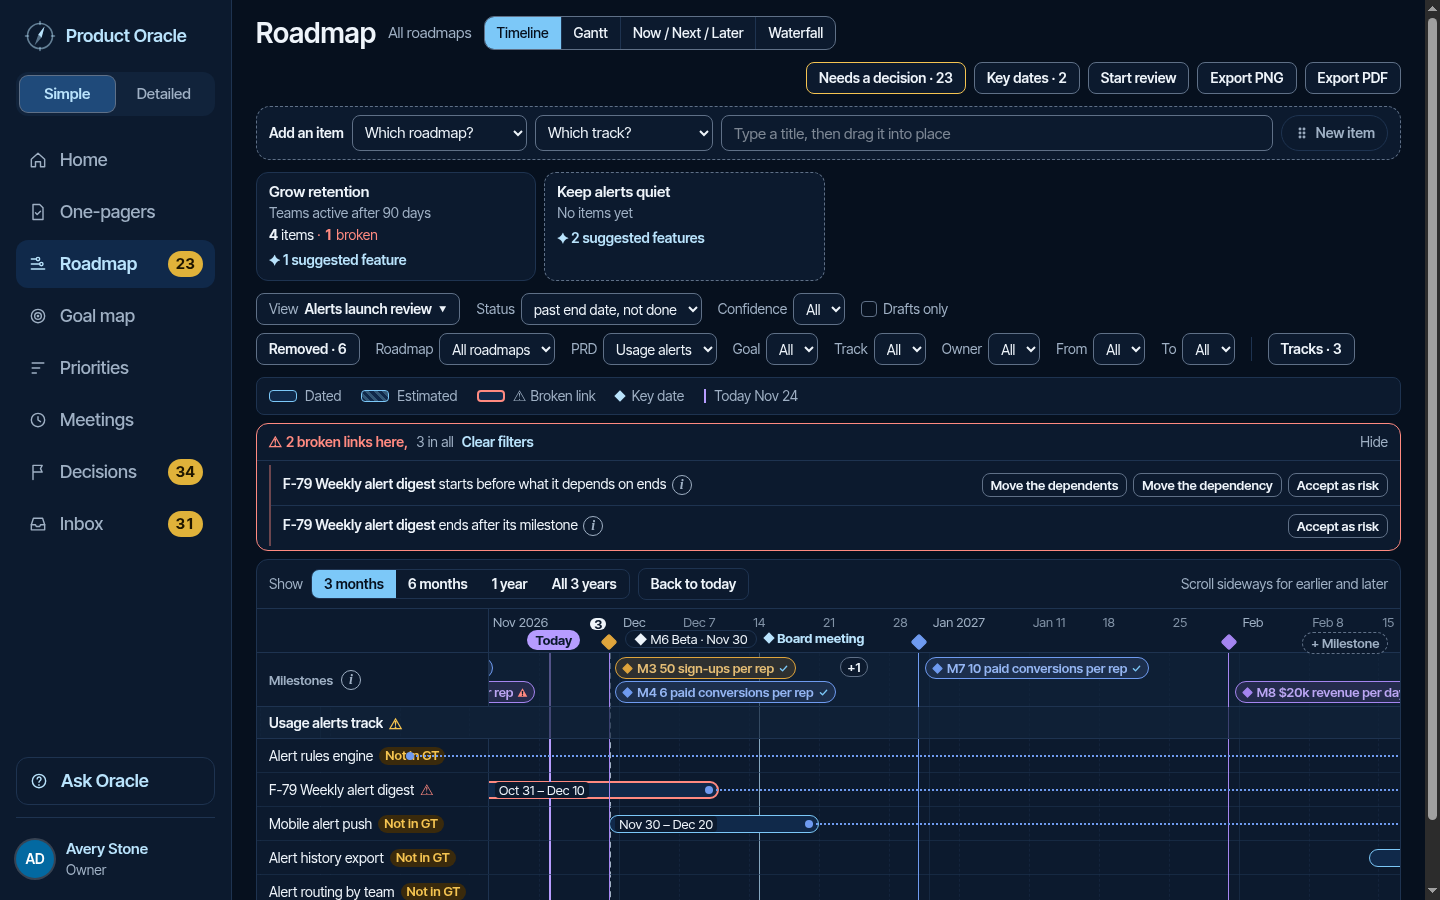 Product Oracle
Simple
Detailed
Home
One-pagers
Roadmap 23
Goal map
Priorities
Meetings
Decisions 34
Inbox 31
Ask Oracle
AD
Avery Stone
Owner
Roadmap All roadmaps Timeline Gantt Now / Next / Later Waterfall
Needs a decision · 23 Key dates · 2 Start review Export PNG Export PDF
Add an item Which roadmap? Which track? Type a title, then drag it into place New item
Grow retention
Teams active after 90 days
4 items · 1 broken
✦ 1 suggested feature
Keep alerts quiet
No items yet
✦ 2 suggested features
View Alerts launch review ▾ Status past end date, not done Confidence All Drafts only
Removed · 6 Roadmap All roadmaps PRD Usage alerts Goal All Track All Owner All From All To All Tracks · 3
Dated Estimated ⚠ Broken link ◆ Key date Today Nov 24
⚠ 2 broken links here, 3 in all Clear filters Hide
F-79 Weekly alert digest starts before what it depends on ends i Move the dependents Move the dependency Accept as risk
F-79 Weekly alert digest ends after its milestone i Accept as risk
Show 3 months 6 months 1 year All 3 years Back to today Scroll sideways for earlier and later
Nov 2026 3 Dec Dec 7 14 21 28 Jan 2027 Jan 11 18 25 Feb Feb 8 15
Today ◆ M6 Beta · Nov 30 ◆ Board meeting + Milestone
Milestones i
◆ M3 50 sign-ups per rep ✓ +1 ◆ M7 10 paid conversions per rep ✓
rep ⚠ ◆ M4 6 paid conversions per rep ✓ ◆ M8 $20k revenue per da
Usage alerts track ⚠
Alert rules engine Not in GT
F-79 Weekly alert digest ⚠ Oct 31 – Dec 10
Mobile alert push Not in GT Nov 30 – Dec 20
Alert history export Not in GT
Alert routing by team Not in GT